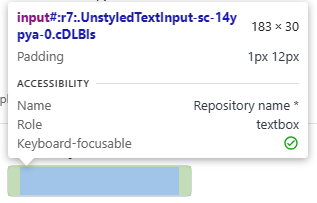 input#:r7:.UnstyledTextInput-sc-14y
pya-0.cDLBls 183 × 30
Padding 1px 12px
ACCESSIBILITY
Name Repository name *
Role textbox
Keyboard-focusable